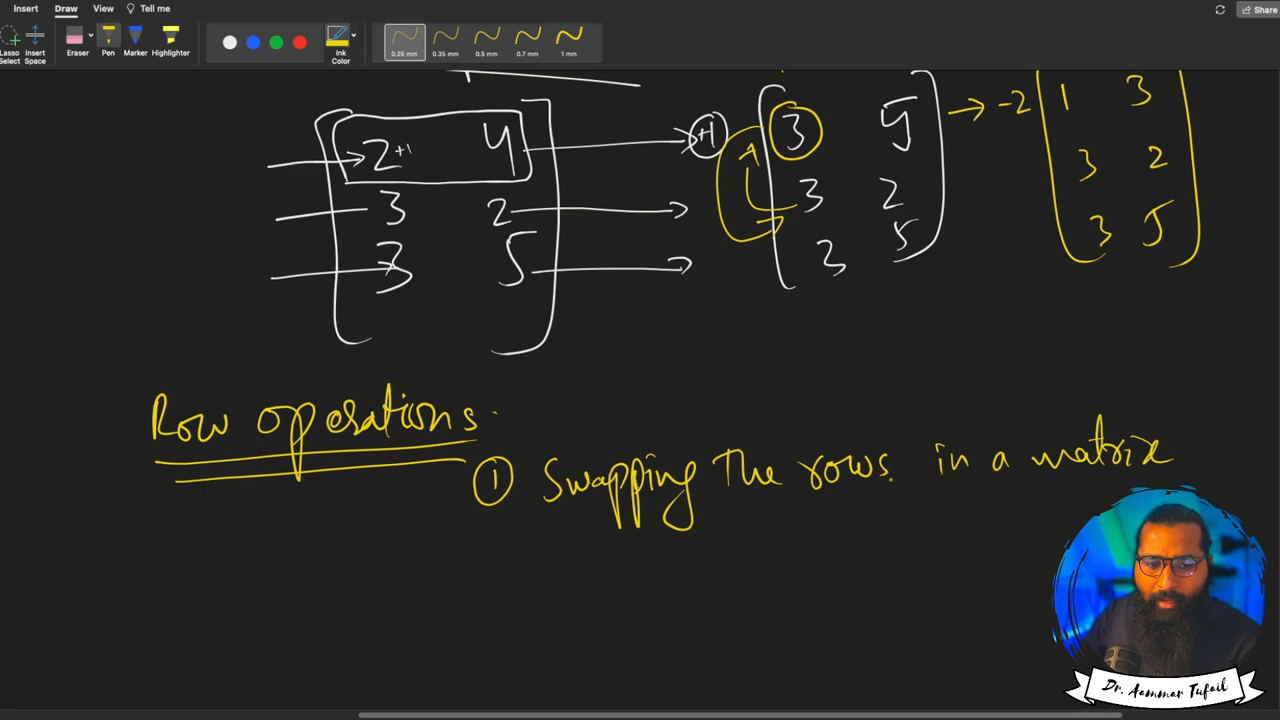 Insert Draw View Tell me Share
Lasso Select Insert Space Eraser Pen Marker Highlighter Ink Color 0.25 mm 0.35 mm 0.5 mm 0.7 mm 1 mm
2+1 4 +1 3 5 → -2 1 3
3 2 3 2 3 2
3 5 3 5 3 5
Row operations.
① Swapping the rows in a matrix
Dr. Aammar Tufail